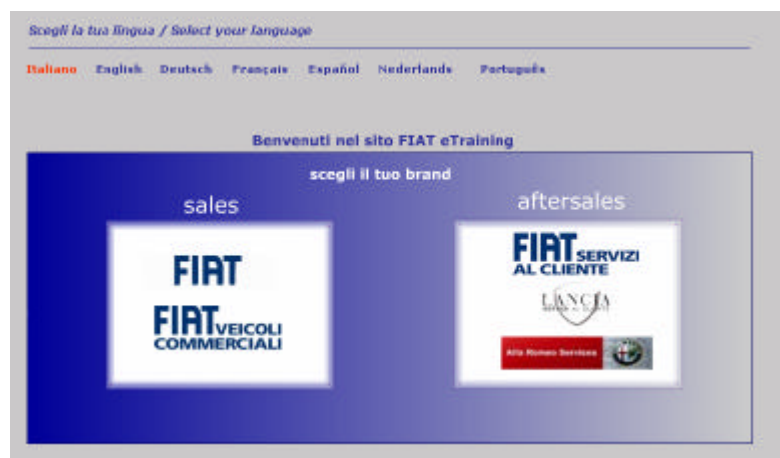 Scegli la tua lingua / Select your language
Italiano English Deutsch Français Español Nederlands Português
Benvenuti nel sito FIAT eTraining
scegli il tuo brand
sales
aftersales
FIAT
FIAT VEICOLI
COMMERCIALI
FIAT SERVIZI
AL CLIENTE
LANCIA
Alfa Romeo Services